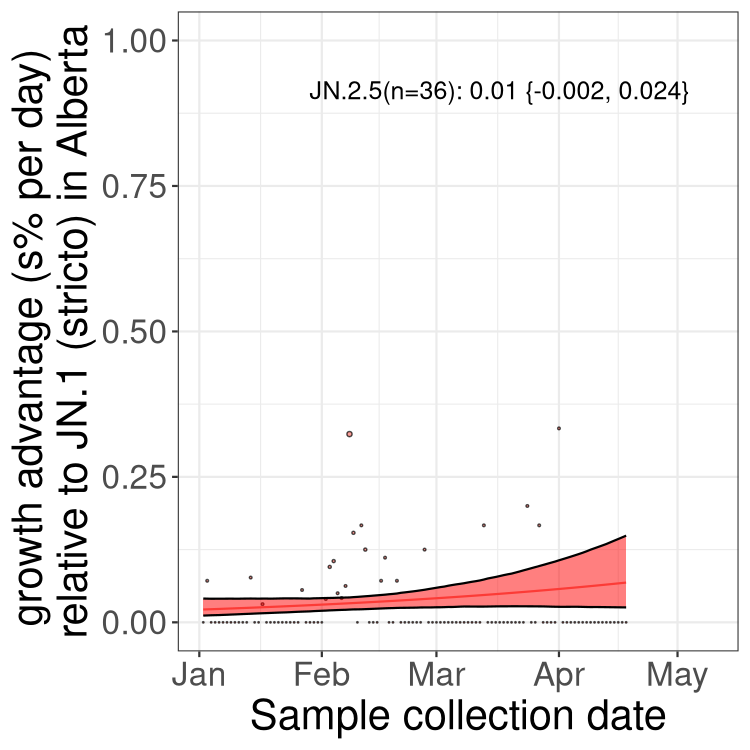 growth advantage (s% per day)
relative to JN.1 (stricto) in Alberta
1.00
0.75
0.50
0.25
0.00
JN.2.5(n=36): 0.01 {-0.002, 0.024}
Jan Feb Mar Apr May
Sample collection date